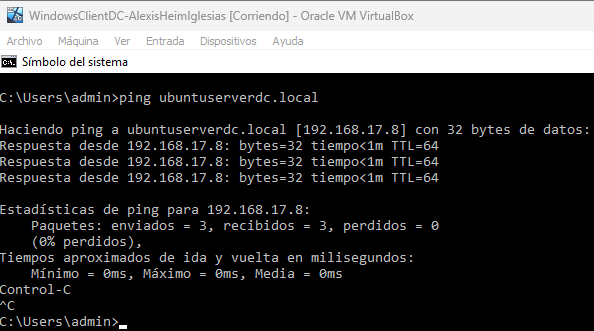 WindowsClientDC-AlexisHeimIglesias [Corriendo] - Oracle VM VirtualBox
Archivo Máquina Ver Entrada Dispositivos Ayuda
Símbolo del sistema
C:\Users\admin>ping ubuntuserverdc.local
Haciendo ping a ubuntuserverdc.local [192.168.17.8] con 32 bytes de datos:
Respuesta desde 192.168.17.8: bytes=32 tiempo<1m TTL=64
Respuesta desde 192.168.17.8: bytes=32 tiempo<1m TTL=64
Respuesta desde 192.168.17.8: bytes=32 tiempo<1m TTL=64
Estadísticas de ping para 192.168.17.8:
Paquetes: enviados = 3, recibidos = 3, perdidos = 0
(0% perdidos),
Tiempos aproximados de ida y vuelta en milisegundos:
Mínimo = 0ms, Máximo = 0ms, Media = 0ms
Control-C
^C
C:\Users\admin>